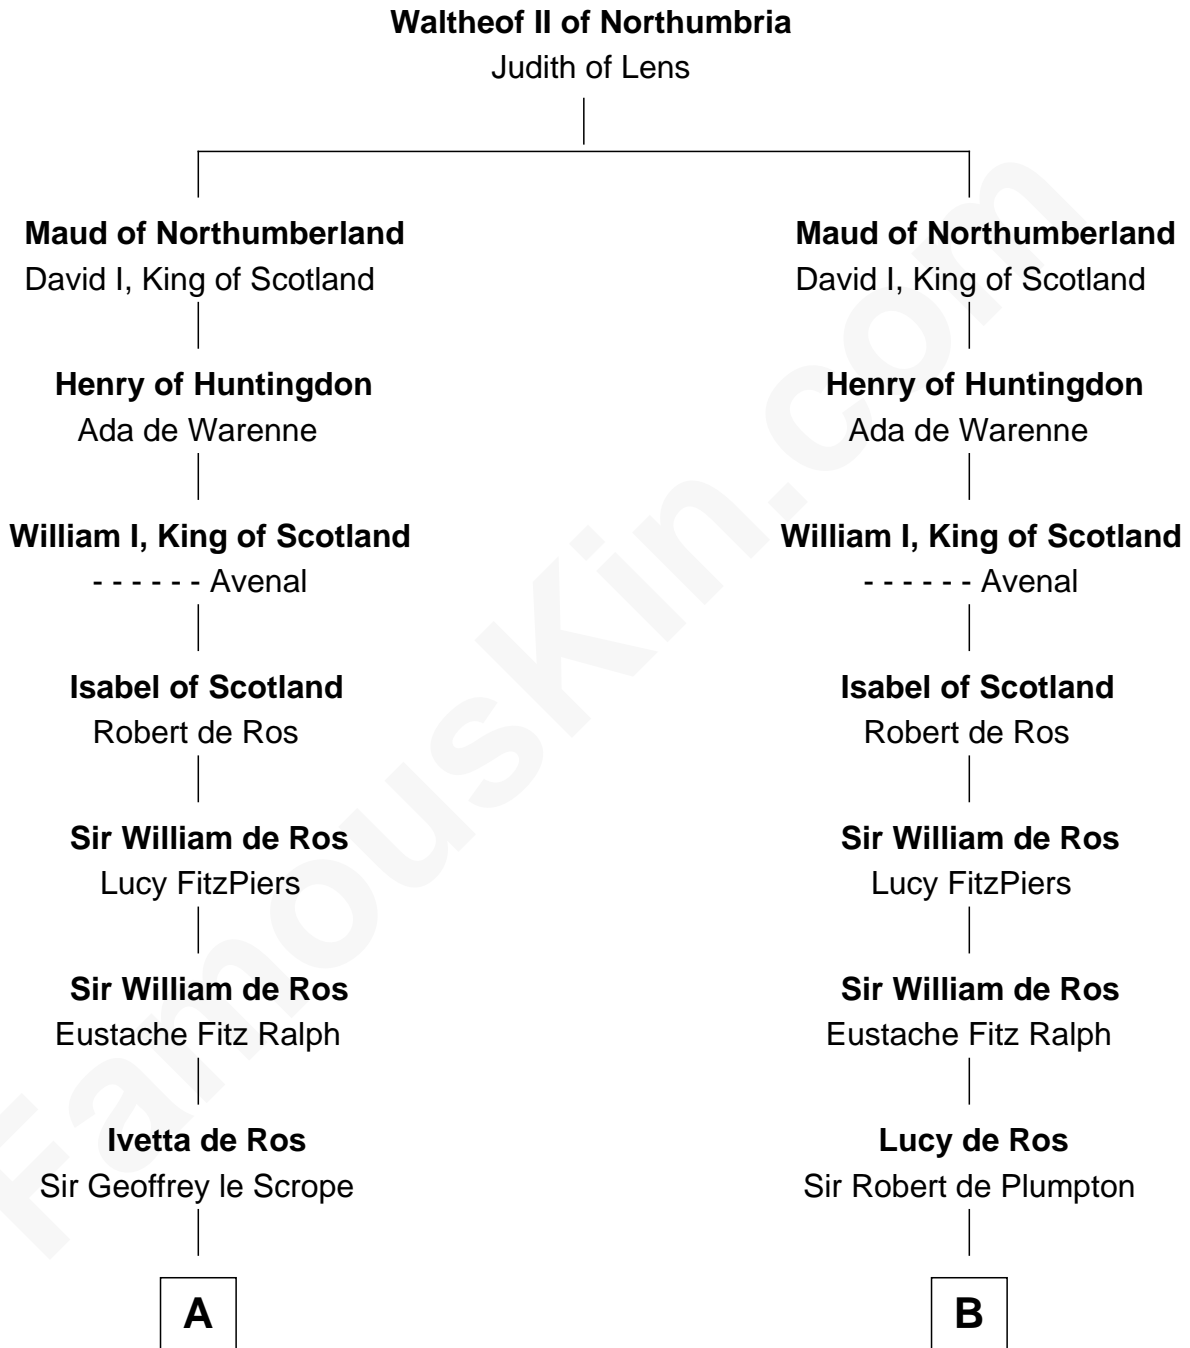 Waltheof II of Northumbria
Judith of Lens
Maud of Northumberland
David I, King of Scotland
Maud of Northumberland
David I, King of Scotland
Henry of Huntingdon
Ada de Warenne
Henry of Huntingdon
Ada de Warenne
William I, King of Scotland
- - - - - - Avenal
William I, King of Scotland
- - - - - - Avenal
Isabel of Scotland
Robert de Ros
Isabel of Scotland
Robert de Ros
Sir William de Ros
Lucy FitzPiers
Sir William de Ros
Lucy FitzPiers
Sir William de Ros
Eustache Fitz Ralph
Sir William de Ros
Eustache Fitz Ralph
Ivetta de Ros
Sir Geoffrey le Scrope
Lucy de Ros
Sir Robert de Plumpton
A
B
FamousKin.com